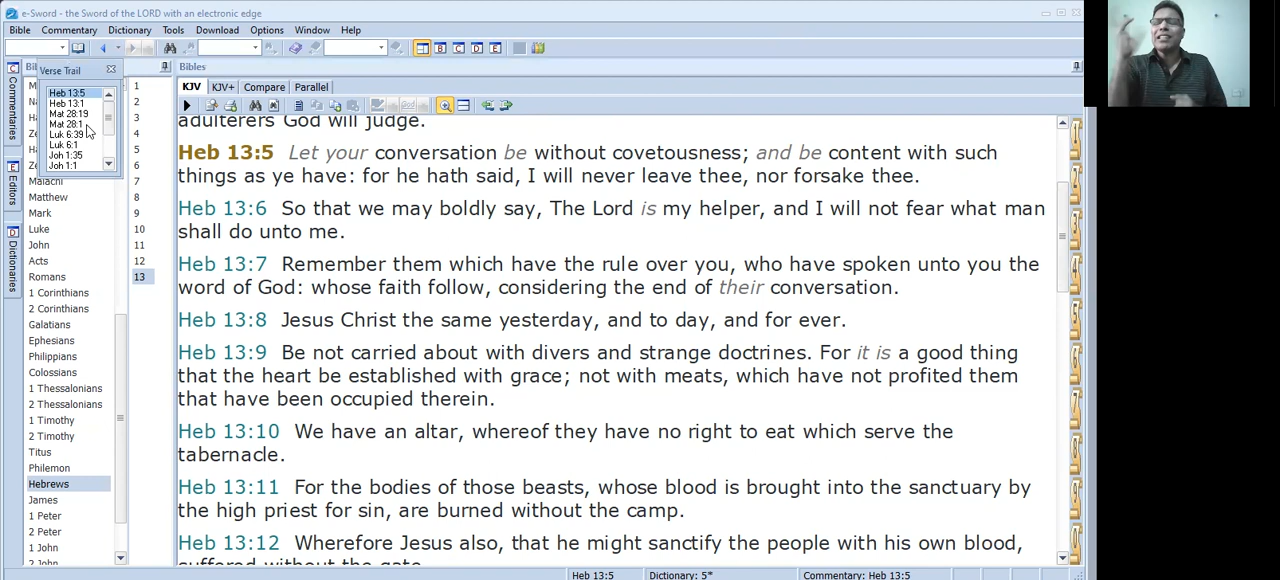 e-Sword - the Sword of the LORD with an electronic edge
Bible Commentary Dictionary Tools Download Options Window Help
Verse Trail
Heb 13:5
Heb 13:1
Mat 28:19
Mat 28:1
Luk 6:39
Luk 6:1
Joh 1:35
Joh 1:1
Commentaries
Editors
Dictionaries
Malachi
Matthew
Mark
Luke
John
Acts
Romans
1 Corinthians
2 Corinthians
Galatians
Ephesians
Philippians
Colossians
1 Thessalonians
2 Thessalonians
1 Timothy
2 Timothy
Titus
Philemon
Hebrews
James
1 Peter
2 Peter
1 John
2 John
1
2
3
4
5
6
7
8
9
10
11
12
13
Bibles
KJV KJV+ Compare Parallel
adulterers God will judge.
Heb 13:5 Let your conversation be without covetousness; and be content with such
things as ye have: for he hath said, I will never leave thee, nor forsake thee.
Heb 13:6 So that we may boldly say, The Lord is my helper, and I will not fear what man
shall do unto me.
Heb 13:7 Remember them which have the rule over you, who have spoken unto you the
word of God: whose faith follow, considering the end of their conversation.
Heb 13:8 Jesus Christ the same yesterday, and to day, and for ever.
Heb 13:9 Be not carried about with divers and strange doctrines. For it is a good thing
that the heart be established with grace; not with meats, which have not profited them
that have been occupied therein.
Heb 13:10 We have an altar, whereof they have no right to eat which serve the
tabernacle.
Heb 13:11 For the bodies of those beasts, whose blood is brought into the sanctuary by
the high priest for sin, are burned without the camp.
Heb 13:12 Wherefore Jesus also, that he might sanctify the people with his own blood,
suffered without the gate.
Heb 13:5 Dictionary: 5* Commentary: Heb 13:5